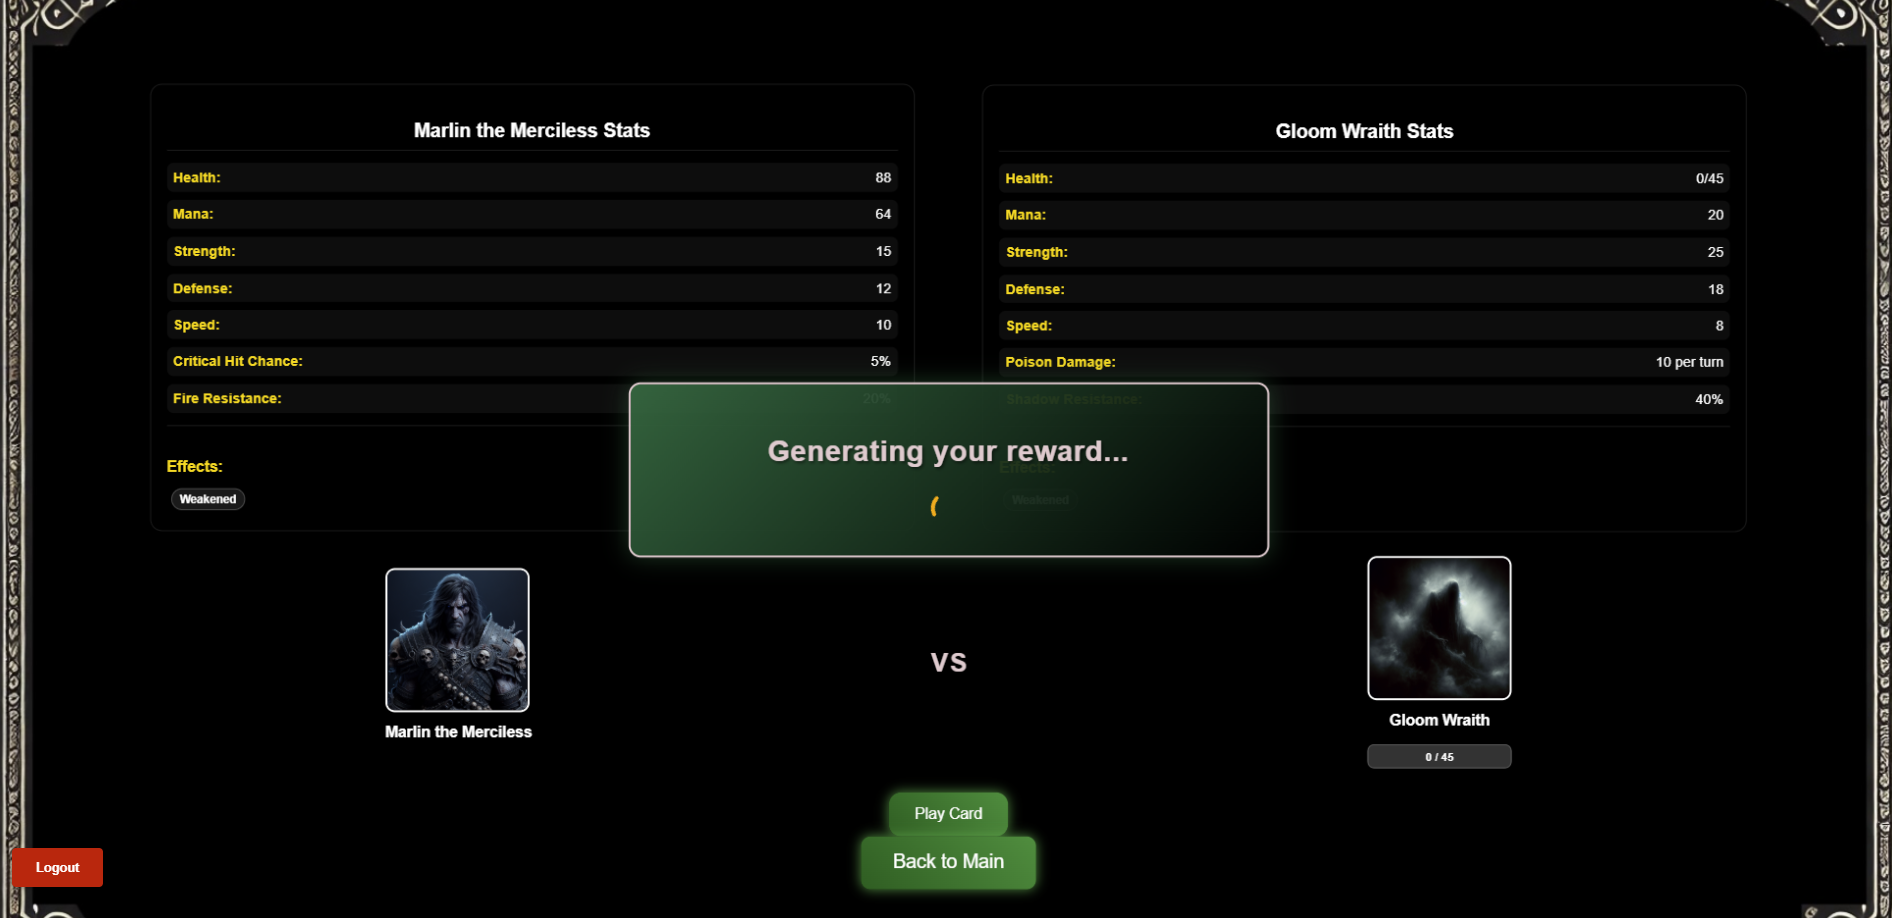 Marlin the Merciless Stats
Health: 88
Mana: 64
Strength: 15
Defense: 12
Speed: 10
Critical Hit Chance: 5%
Fire Resistance: 20%
Effects:
Weakened
Gloom Wraith Stats
Health: 0/45
Mana: 20
Strength: 25
Defense: 18
Speed: 8
Poison Damage: 10 per turn
Shadow Resistance: 40%
Effects:
Weakened
Generating your reward...
Marlin the Merciless
VS
Gloom Wraith
0 / 45
Play Card
Back to Main
Logout